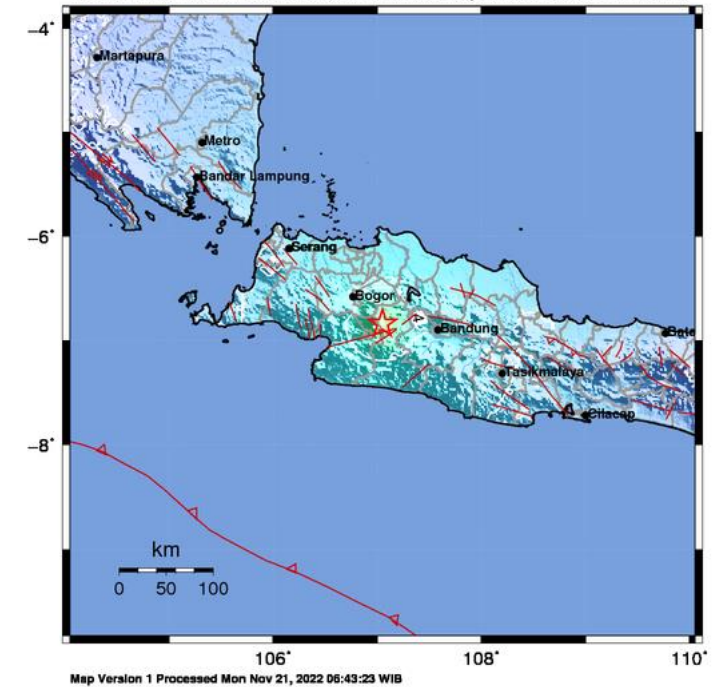 −4°
Martapura
Metro
Bandar Lampung
−6°
Serang
Bogor
4
Bandung
Tasikmalaya
Cilacap
−8°
km
0 50 100
106° 108° 110°
Map Version 1 Processed Mon Nov 21, 2022 06:43:23 WIB